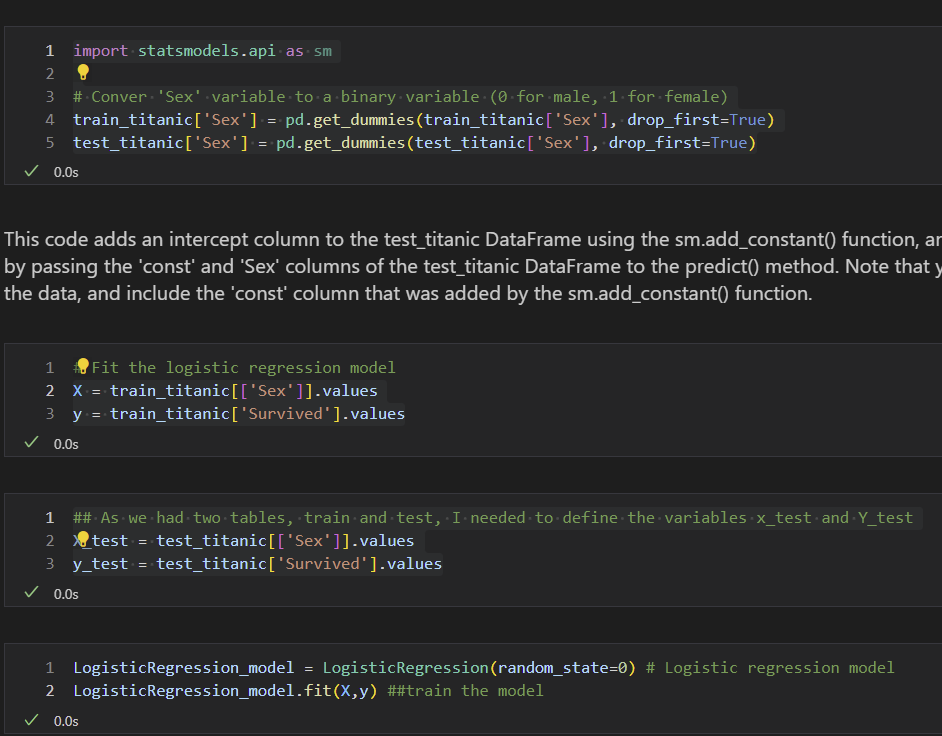 1 import statsmodels.api as sm
2
3 # Conver 'Sex' variable to a binary variable (0 for male, 1 for female)
4 train_titanic['Sex'] = pd.get_dummies(train_titanic['Sex'], drop_first=True)
5 test_titanic['Sex'] = pd.get_dummies(test_titanic['Sex'], drop_first=True)
0.0s
This code adds an intercept column to the test_titanic DataFrame using the sm.add_constant() function,
by passing the 'const' and 'Sex' columns of the test_titanic DataFrame to the predict() method. Note that
the data, and include the 'const' column that was added by the sm.add_constant() function.
1 # Fit the logistic regression model
2 X = train_titanic[['Sex']].values
3 y = train_titanic['Survived'].values
0.0s
1 ## As we had two tables, train and test, I needed to define the variables x_test and Y_test
2 X_test = test_titanic[['Sex']].values
3 y_test = test_titanic['Survived'].values
0.0s
1 LogisticRegression_model = LogisticRegression(random_state=0) # Logistic regression model
2 LogisticRegression_model.fit(X,y) ##train the model
0.0s